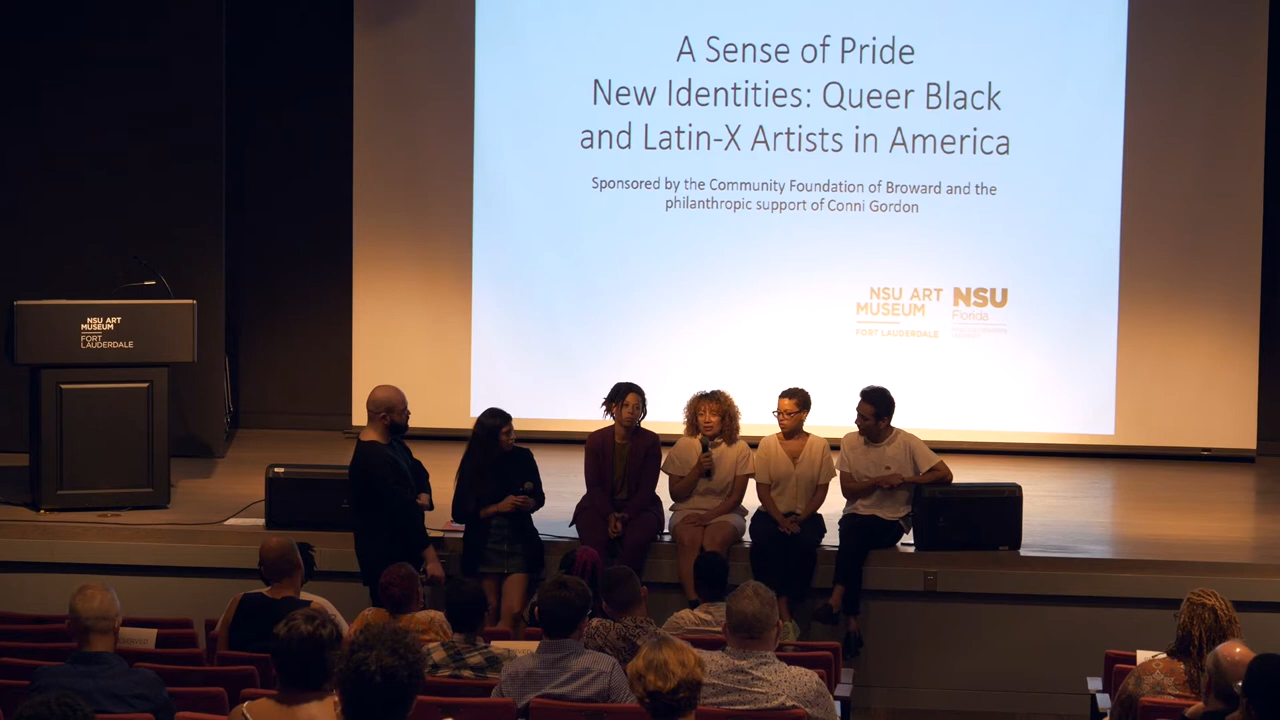 A Sense of Pride
New Identities: Queer Black
and Latin-X Artists in America
Sponsored by the Community Foundation of Broward and the
philanthropic support of Conni Gordon
NSU ART
MUSEUM
FORT LAUDERDALE
NSU
Florida
NSU ART
MUSEUM
FORT
LAUDERDALE
RESERVED